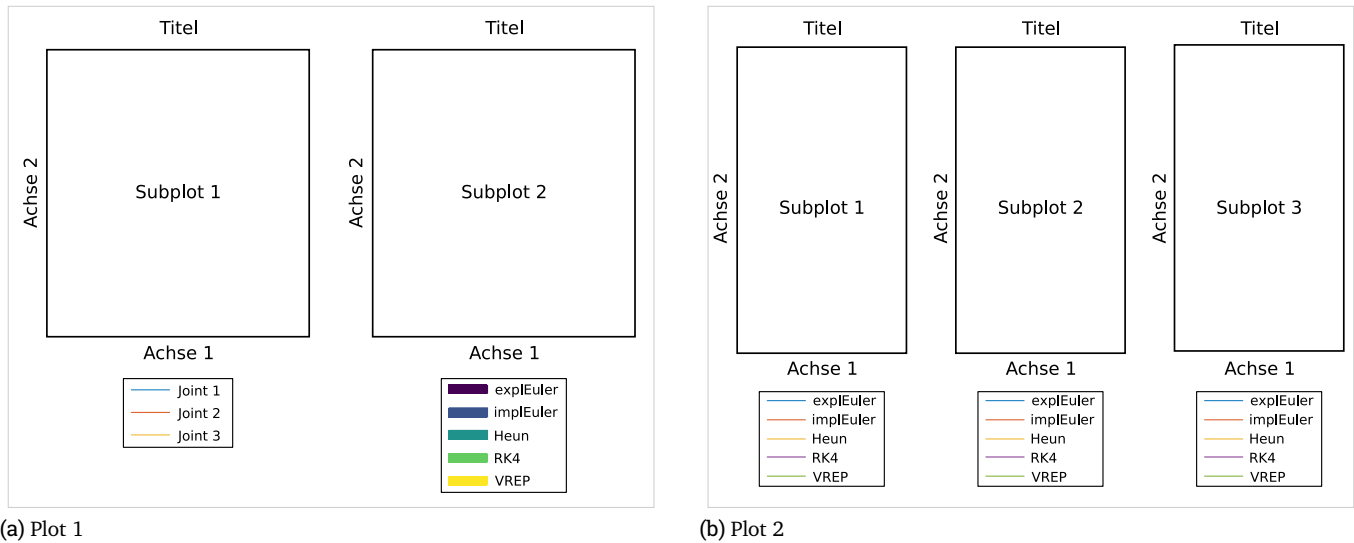 Titel
Titel
Achse 2
Subplot 1
Achse 2
Subplot 2
Achse 1
Achse 1
Joint 1
Joint 2
Joint 3
explEuler
implEuler
Heun
RK4
VREP
(a) Plot 1
Titel
Titel
Titel
Achse 2
Subplot 1
Achse 2
Subplot 2
Achse 2
Subplot 3
Achse 1
Achse 1
Achse 1
explEuler
implEuler
Heun
RK4
VREP
explEuler
implEuler
Heun
RK4
VREP
explEuler
implEuler
Heun
RK4
VREP
(b) Plot 2